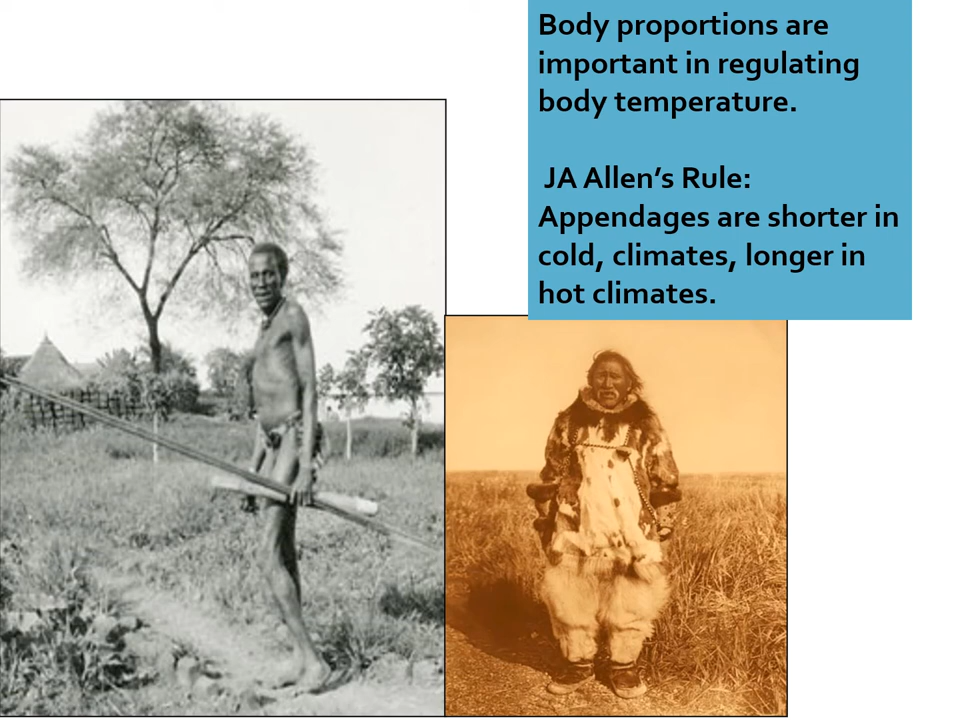 Body proportions are
important in regulating
body temperature.
JA Allen’s Rule:
Appendages are shorter in
cold, climates, longer in
hot climates.